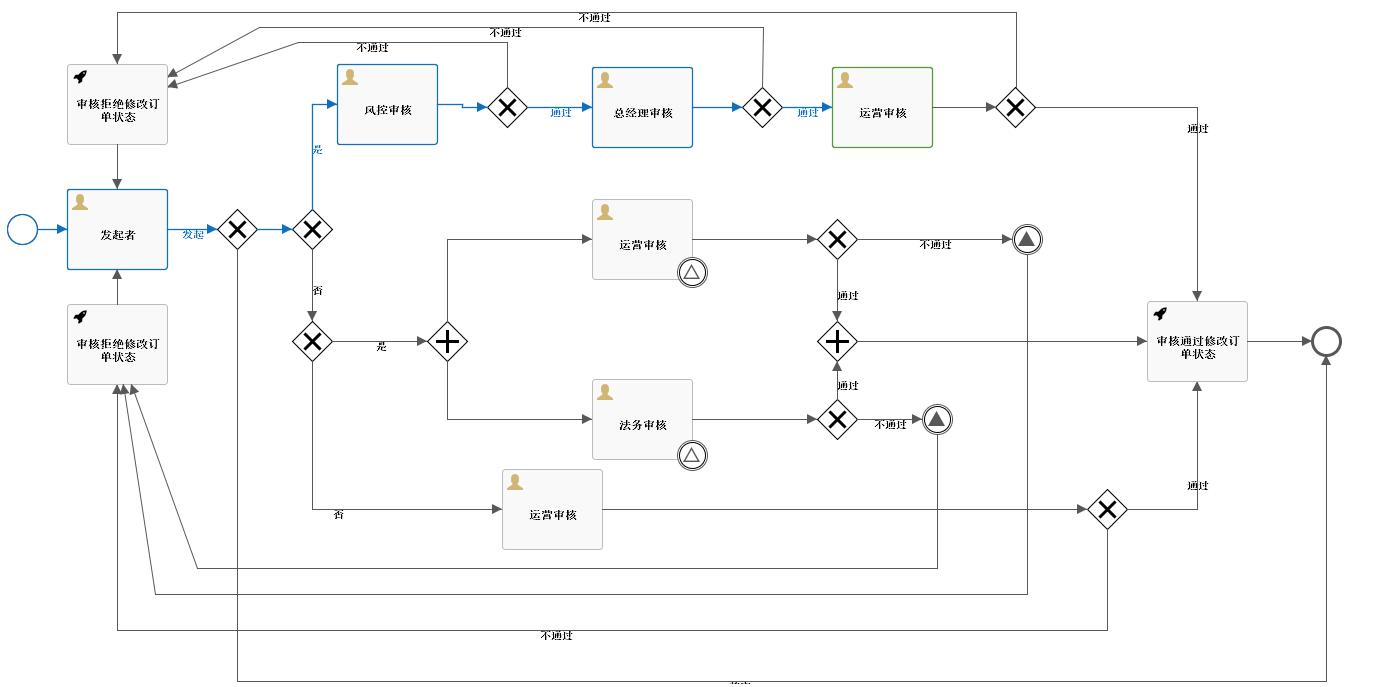 不通过
不通过
不通过
审核拒绝修改订
单状态
风控审核
通过
总经理审核
通过
运营审核
通过
是
发起者
发起
运营审核
不通过
否
通过
审核拒绝修改订
单状态
是
审核通过修改订
单状态
通过
法务审核
不通过
通过
否
运营审核
不通过